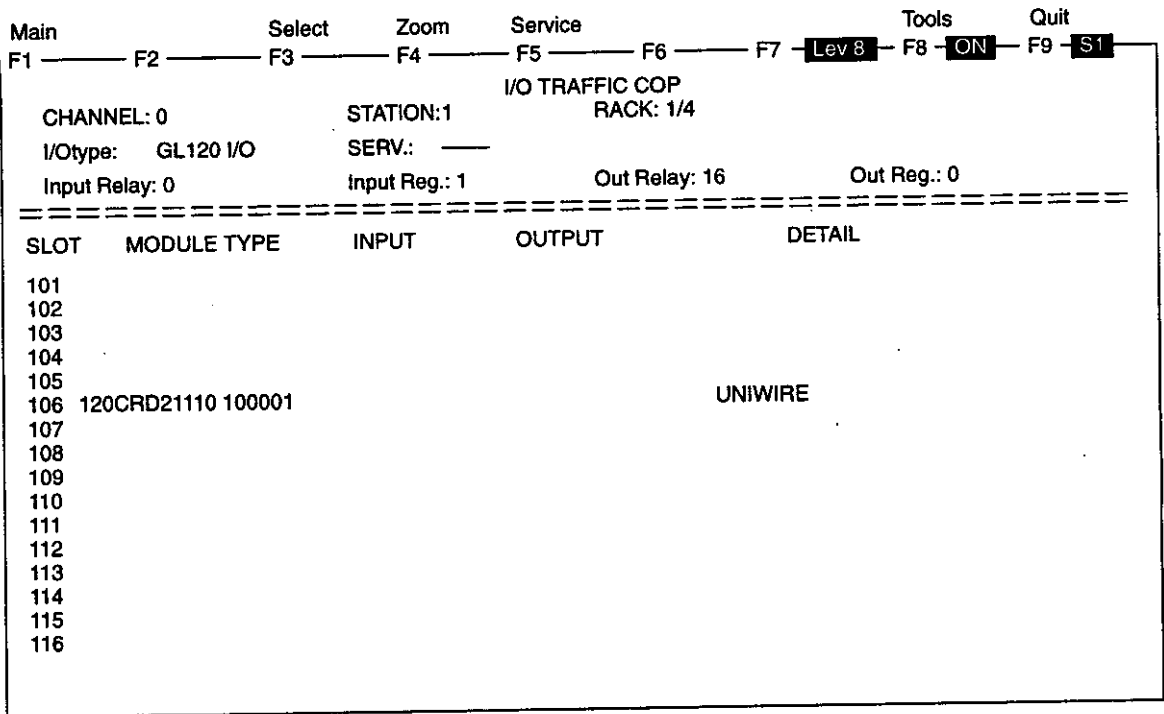 Main Select Zoom Service Tools Quit
F1 F2 F3 F4 F5 F6 F7 Lev 8 F8 ON F9 S1
I/O TRAFFIC COP
CHANNEL: 0 STATION:1 RACK: 1/4
I/Otype: GL120 I/O SERV.:
Input Relay: 0 Input Reg.: 1 Out Relay: 16 Out Reg.: 0
SLOT MODULE TYPE INPUT OUTPUT DETAIL
101
102
103
104
105
106 120CRD21110 100001 UNIWIRE
107
108
109
110
111
112
113
114
115
116